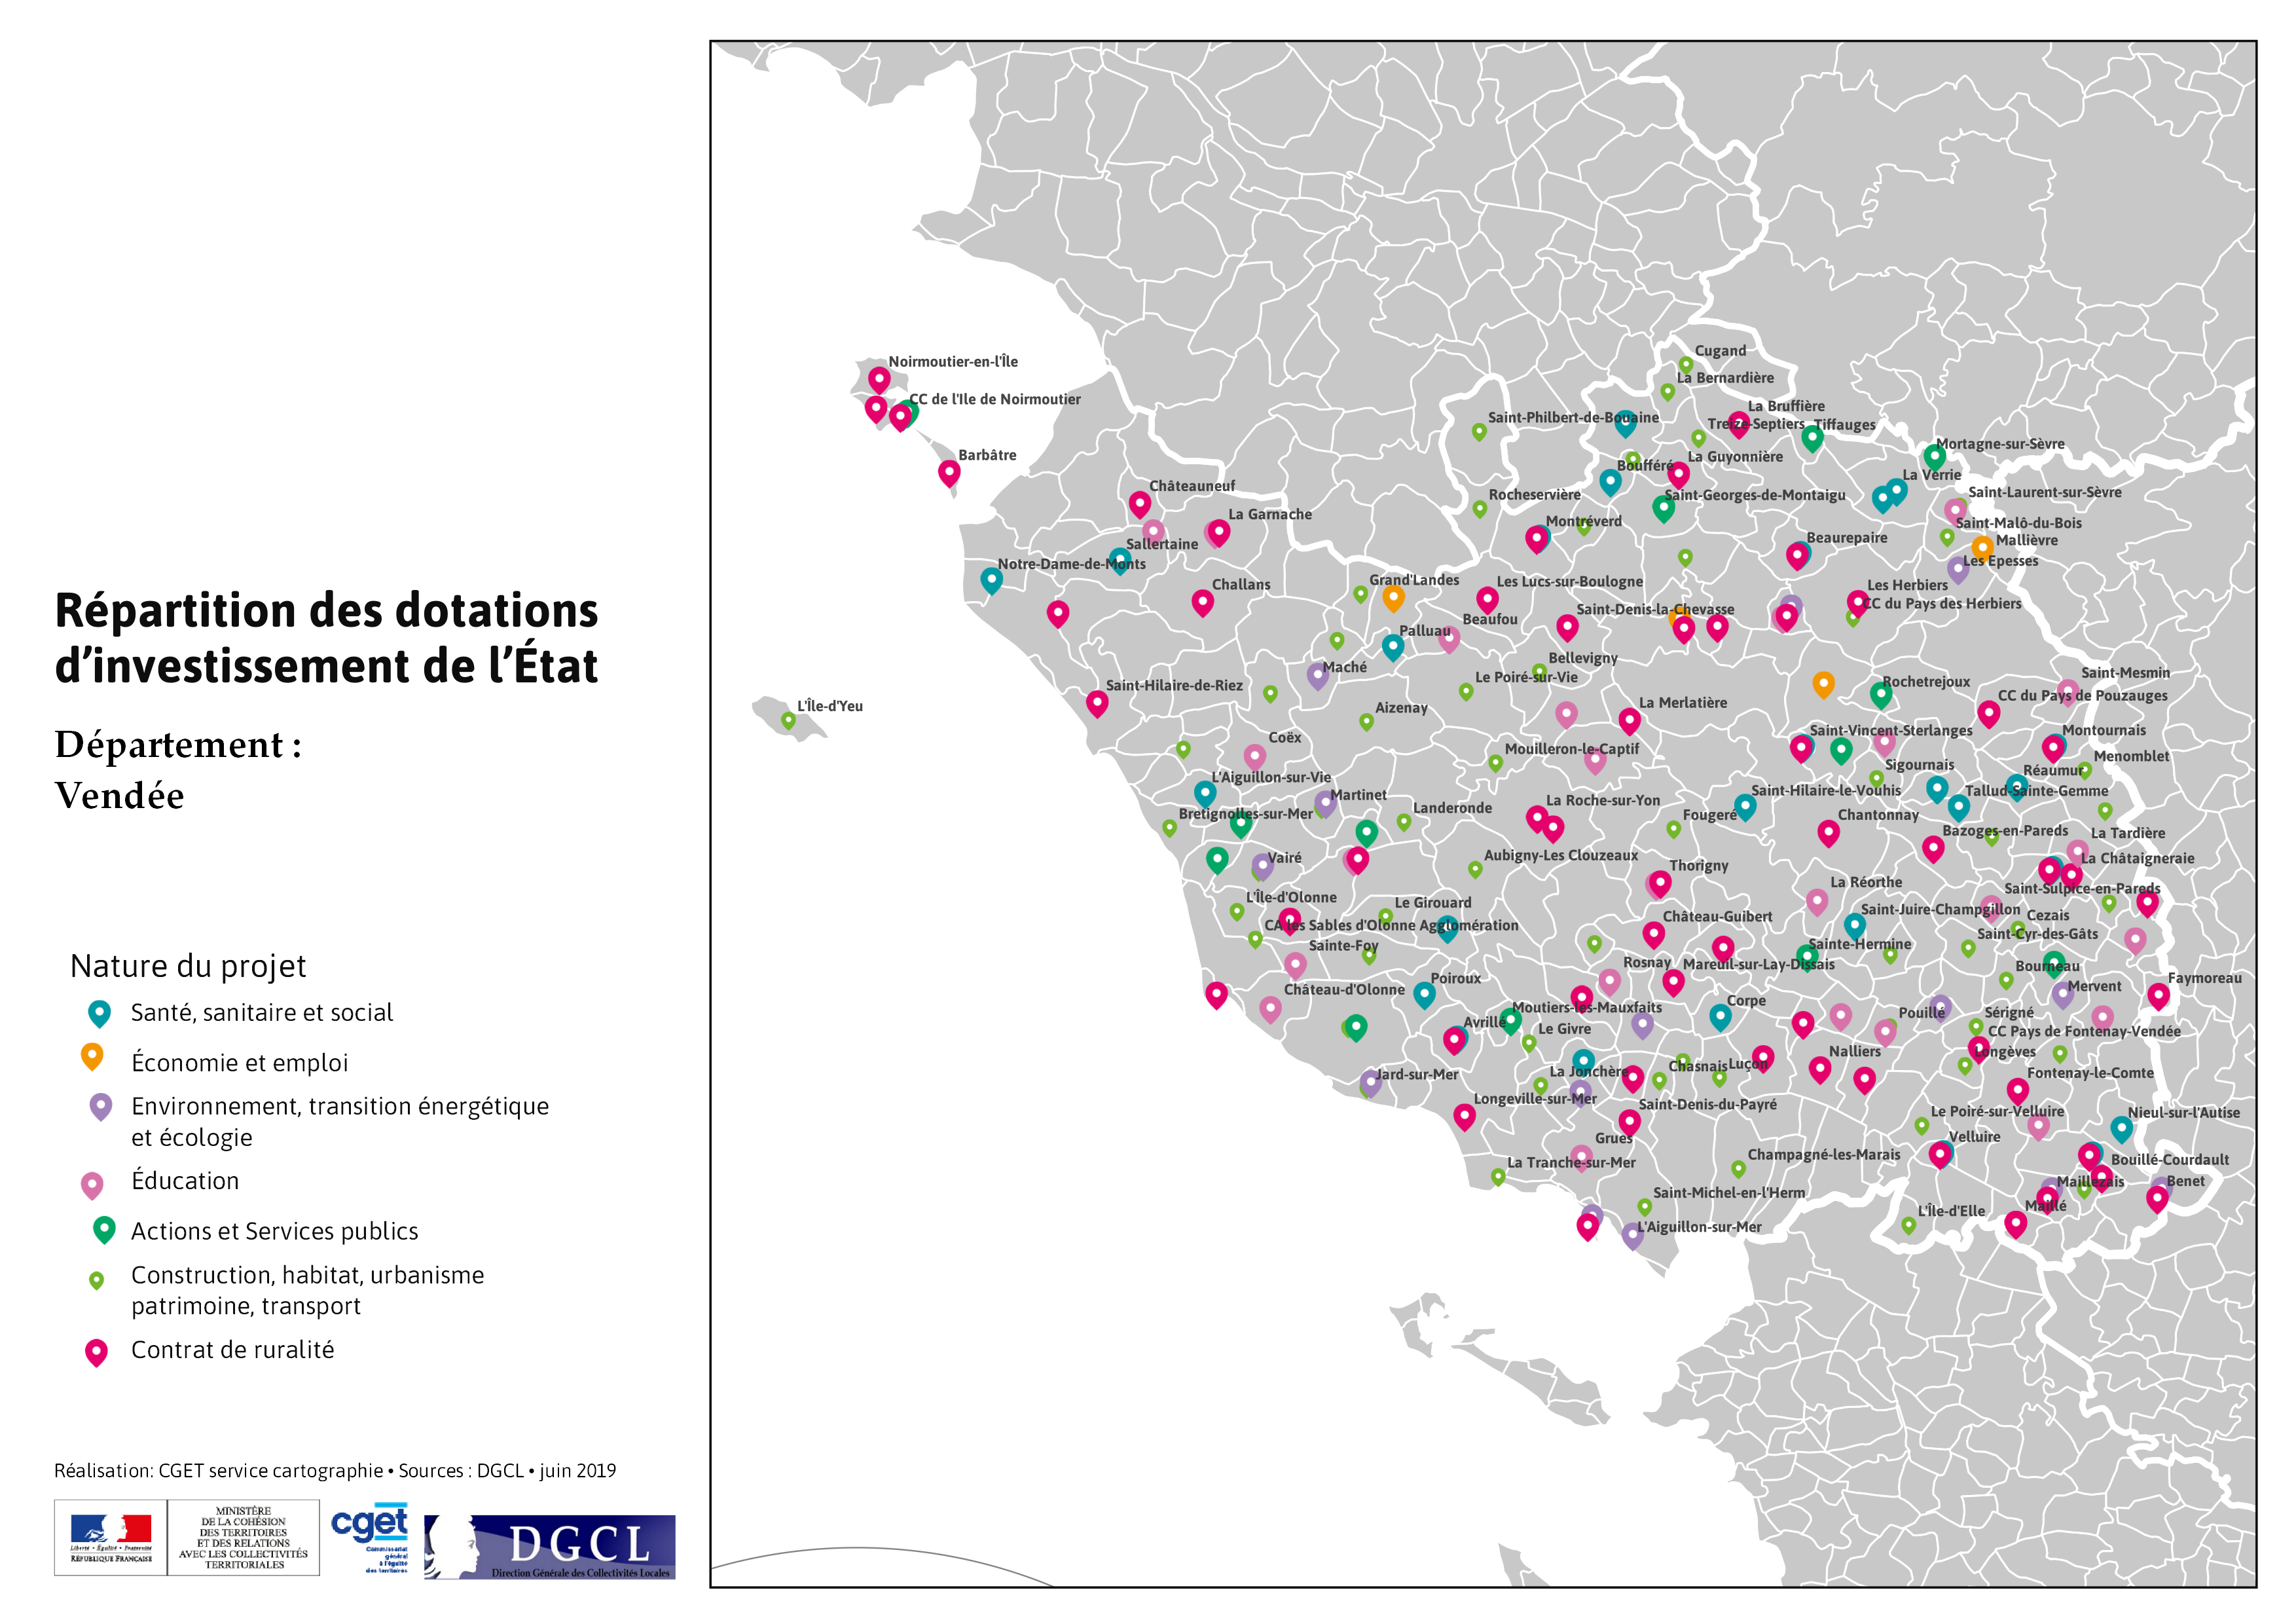 Répartition des dotations
d’investissement de l’État
Département :
Vendée
Nature du projet
Santé, sanitaire et social
Économie et emploi
Environnement, transition énergétique
et écologie
Éducation
Actions et Services publics
Construction, habitat, urbanisme
patrimoine, transport
Contrat de ruralité
Réalisation: CGET service cartographie • Sources : DGCL • juin 2019
Liberté • Égalité • Fraternité
RÉPUBLIQUE FRANÇAISE
MINISTÈRE
DE LA COHÉSION
DES TERRITOIRES
ET DES RELATIONS
AVEC LES COLLECTIVITÉS
TERRITORIALES
cget
Commissariat
général
à l'égalité
des territoires
DGCL
Direction Générale des Collectivités Locales
Cugand
Noirmoutier-en-l'Île
La Bernardière
CC de l'Ile de Noirmoutier
La Bruffière
Saint-Philbert-de-Bouaine
Treize-Septiers
Tiffauges
Mortagne-sur-Sèvre
Barbâtre
La Guyonnière
Boufféré
La Verrie
Châteauneuf
Rocheservière
Saint-Georges-de-Montaigu
Saint-Laurent-sur-Sèvre
La Garnache
Montréverd
Saint-Malô-du-Bois
Sallertaine
Beaurepaire
Mallièvre
Notre-Dame-de-Monts
Les Epesses
Challans
Grand'Landes
Les Lucs-sur-Boulogne
Les Herbiers
CC du Pays des Herbiers
Saint-Denis-la-Chevasse
Beaufou
Palluau
Bellevigny
Maché
Saint-Mesmin
Le Poiré-sur-Vie
Rochetrejoux
Saint-Hilaire-de-Riez
CC du Pays de Pouzauges
L'Île-d'Yeu
Aizenay
La Merlatière
Coëx
Saint-Vincent-Sterlanges
Montournais
Mouilleron-le-Captif
Menomblet
Sigournais
Réaumur
L'Aiguillon-sur-Vie
Saint-Hilaire-le-Vouhis
Tallud-Sainte-Gemme
Martinet
La Roche-sur-Yon
Landeronde
Bretignolles-sur-Mer
Fougeré
Chantonnay
Bazoges-en-Pareds
La Tardière
Vairé
Aubigny-Les Clouzeaux
Thorigny
La Châtaigneraie
La Réorthe
Saint-Sulpice-en-Pareds
L'Île-d'Olonne
Le Girouard
Saint-Juire-Champgillon
Château-Guibert
Cezais
CA les Sables d'Olonne Agglomération
Saint-Cyr-des-Gâts
Sainte-Foy
Sainte-Hermine
Rosnay
Mareuil-sur-Lay-Dissais
Bourneau
Poiroux
Faymoreau
Château-d'Olonne
Mervent
Corpe
Moutiers-les-Mauxfaits
Pouillé
Sérigné
Avrillé
Le Givre
CC Pays de Fontenay-Vendée
Nalliers
Longèves
Chasnais
Luçon
La Jonchère
Jard-sur-Mer
Fontenay-le-Comte
Longeville-sur-Mer
Saint-Denis-du-Payré
Le Poiré-sur-Velluire
Nieul-sur-l'Autise
Grues
Velluire
Champagné-les-Marais
La Tranche-sur-Mer
Bouillé-Courdault
Maillezais
Benet
Saint-Michel-en-l'Herm
Maillé
L'Île-d'Elle
L'Aiguillon-sur-Mer